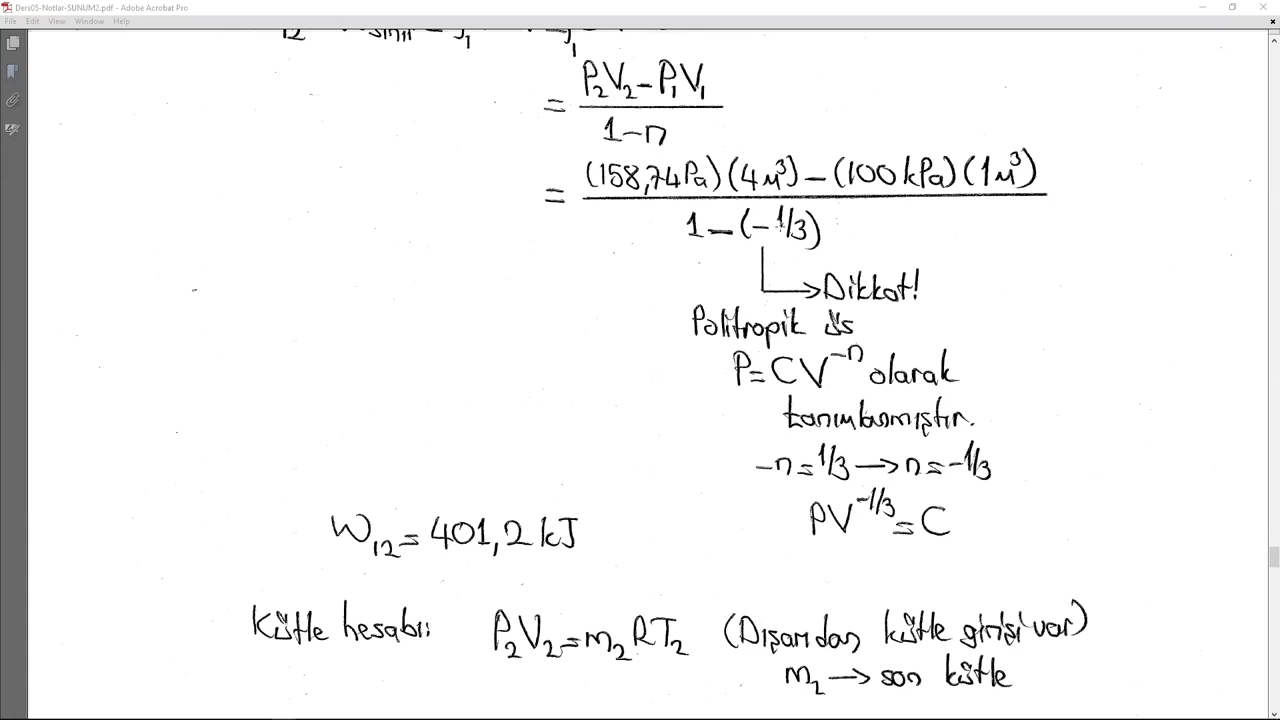 Ders05-Notlar-SUNUM2.pdf - Adobe Acrobat Pro
File Edit View Window Help
= P₂V₂ – P₁V₁ / 1 – n
= (158,74Pa) (4 m³) – (100 kPa) (1 m³) / 1 – (–1/3)
→ Dikkat!
Politropik üs
P = CV⁻ⁿ olarak
tanımlanmıştır.
–n = 1/3 → n = –1/3
PV^(–1/3) = C
W₁₂ = 401,2 kJ
Kütle hesabı: P₂V₂ = m₂RT₂ (Dışarıdan kütle girişi var)
m₂ → son kütle